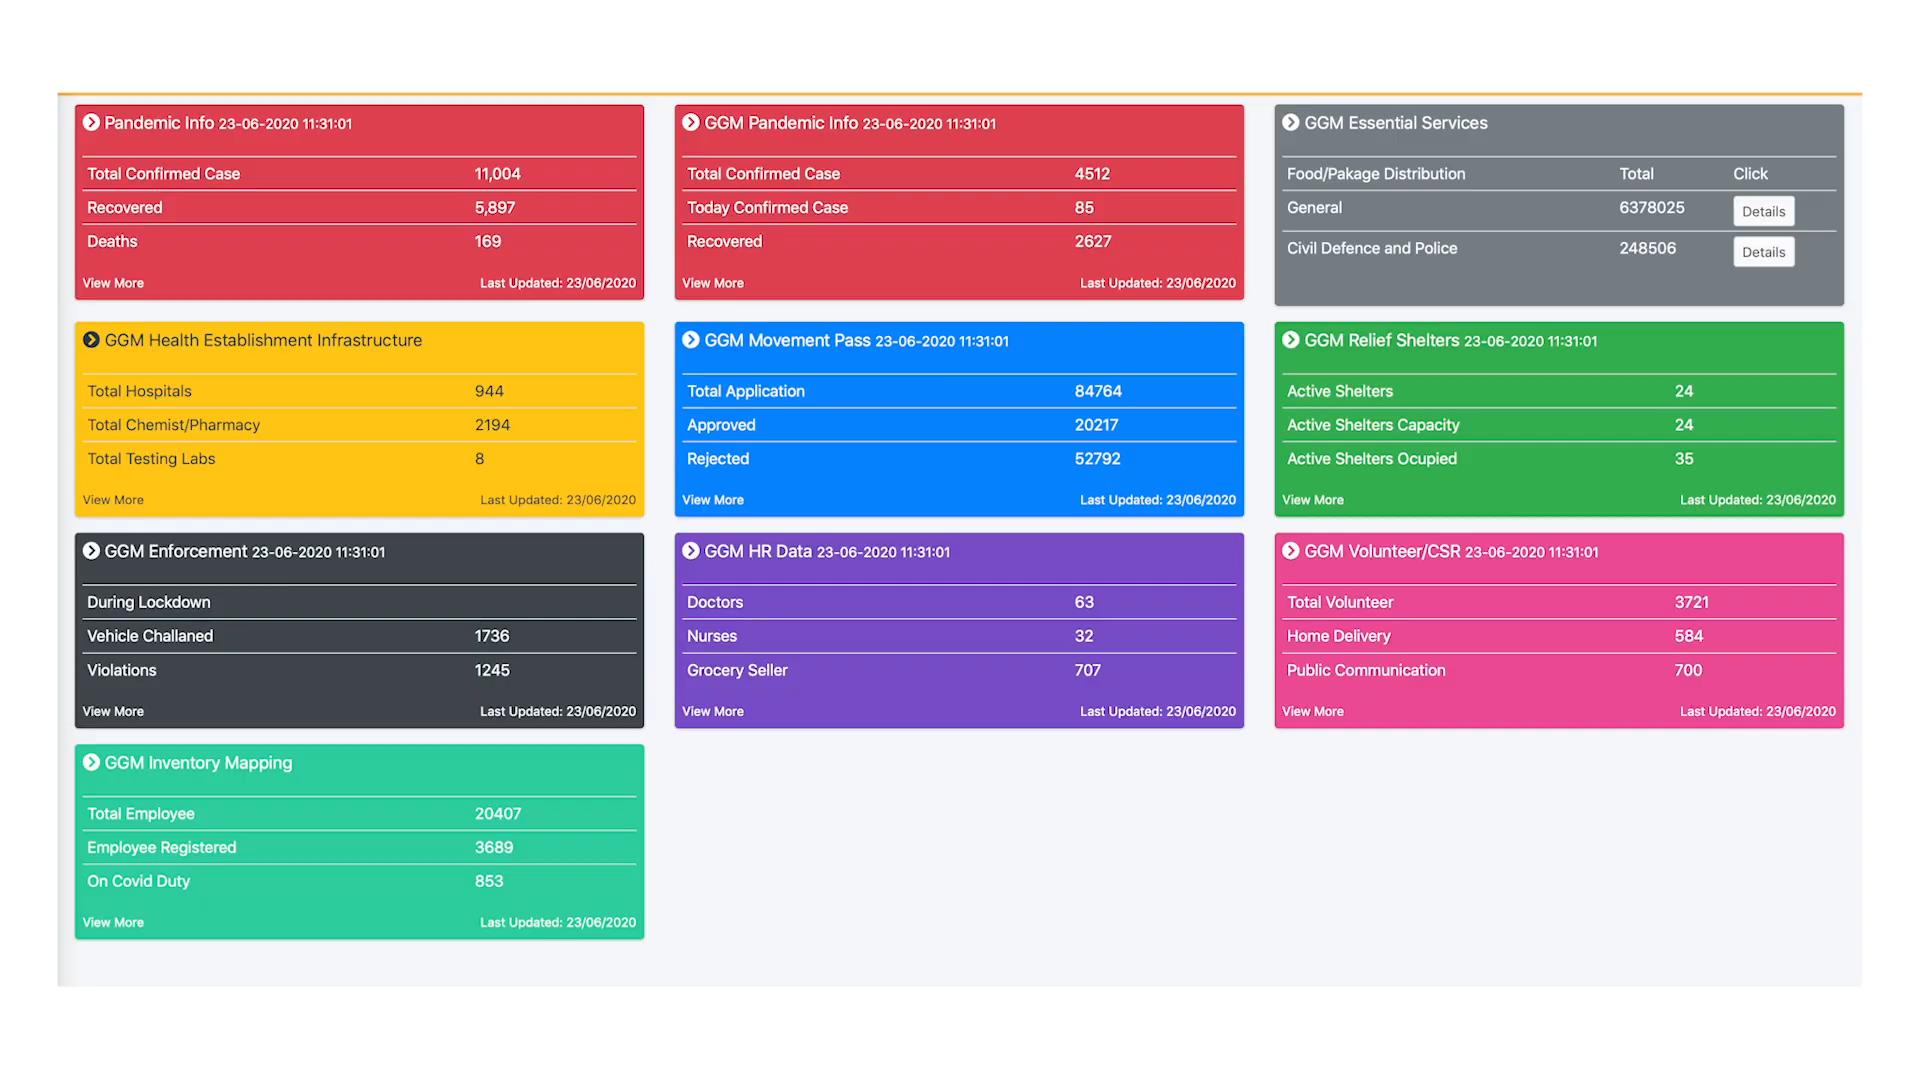 Pandemic Info 23-06-2020 11:31:01
Total Confirmed Case 11,004
Recovered 5,897
Deaths 169
View More Last Updated: 23/06/2020
GGM Pandemic Info 23-06-2020 11:31:01
Total Confirmed Case 4512
Today Confirmed Case 85
Recovered 2627
View More Last Updated: 23/06/2020
GGM Essential Services
Food/Pakage Distribution Total Click
General 6378025 Details
Civil Defence and Police 248506 Details
GGM Health Establishment Infrastructure
Total Hospitals 944
Total Chemist/Pharmacy 2194
Total Testing Labs 8
View More Last Updated: 23/06/2020
GGM Movement Pass 23-06-2020 11:31:01
Total Application 84764
Approved 20217
Rejected 52792
View More Last Updated: 23/06/2020
GGM Relief Shelters 23-06-2020 11:31:01
Active Shelters 24
Active Shelters Capacity 24
Active Shelters Ocupied 35
View More Last Updated: 23/06/2020
GGM Enforcement 23-06-2020 11:31:01
During Lockdown
Vehicle Challaned 1736
Violations 1245
View More Last Updated: 23/06/2020
GGM HR Data 23-06-2020 11:31:01
Doctors 63
Nurses 32
Grocery Seller 707
View More Last Updated: 23/06/2020
GGM Volunteer/CSR 23-06-2020 11:31:01
Total Volunteer 3721
Home Delivery 584
Public Communication 700
View More Last Updated: 23/06/2020
GGM Inventory Mapping
Total Employee 20407
Employee Registered 3689
On Covid Duty 853
View More Last Updated: 23/06/2020